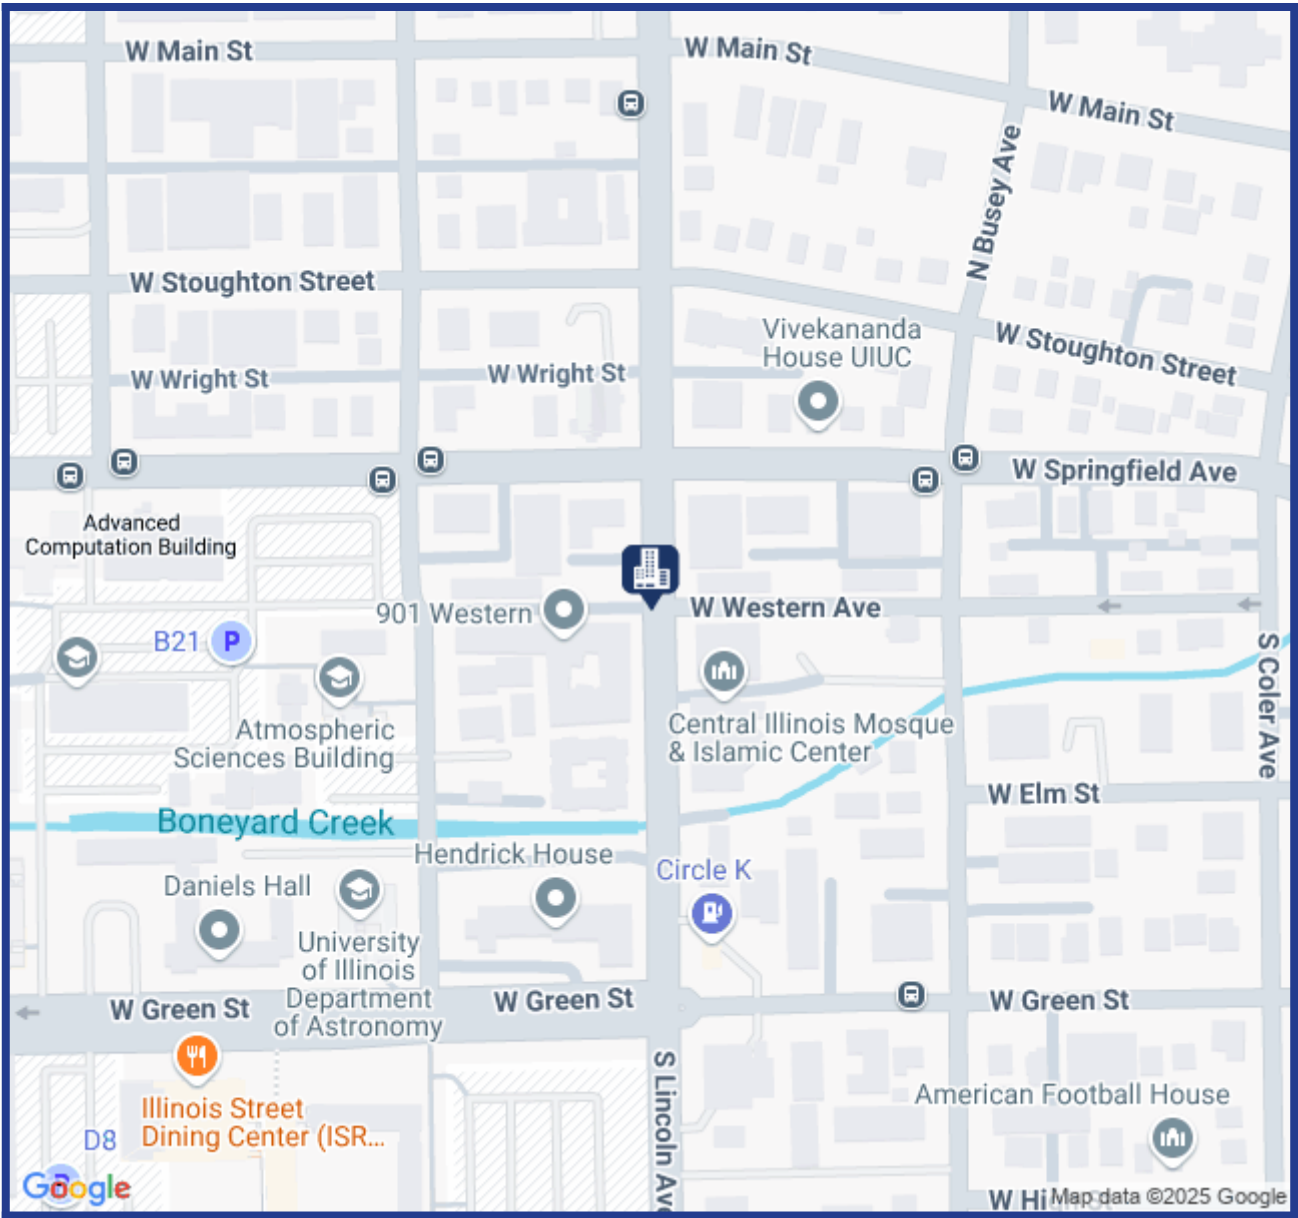 W Main St
W Main St
W Main St
N Busey Ave
W Stoughton Street
Vivekananda
House UIUC
W Stoughton Street
W Wright St
W Wright St
W Springfield Ave
Advanced
Computation Building
901 Western
W Western Ave
B21
P
S Coler Ave
Atmospheric
Sciences Building
Central Illinois Mosque
& Islamic Center
W Elm St
Boneyard Creek
Hendrick House
Circle K
Daniels Hall
University
of Illinois
Department
of Astronomy
W Green St
W Green St
W Green St
S Lincoln Ave
American Football House
Illinois Street
Dining Center (ISR...
D8
Google
W Hi
Map data ©2025 Google